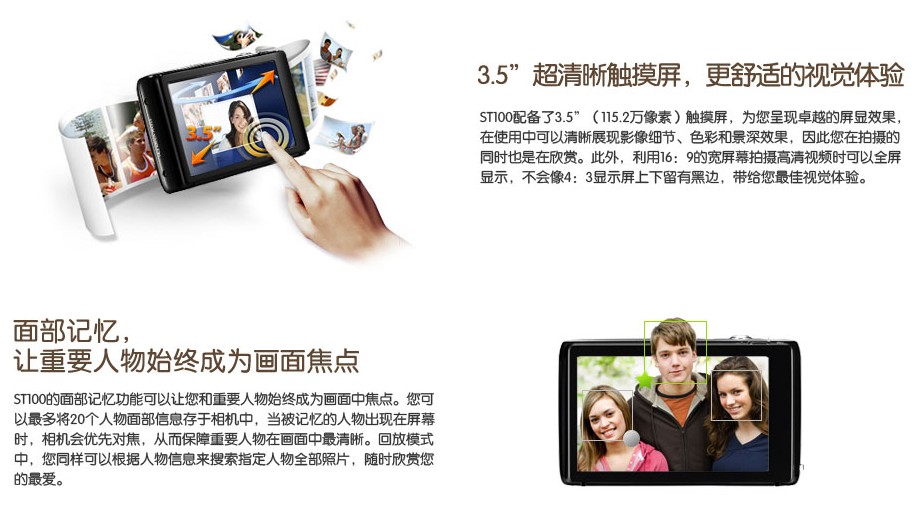 3.5”
3.5”超清晰触摸屏，更舒适的视觉体验
ST100配备了3.5”（115.2万像素）触摸屏，为您呈现卓越的屏显效果，
在使用中可以清晰展现影像细节、色彩和景深效果，因此您在拍摄的
同时也是在欣赏。此外，利用16：9的宽屏幕拍摄高清视频时可以全屏
显示，不会像4：3显示屏上下留有黑边，带给您最佳视觉体验。
面部记忆，
让重要人物始终成为画面焦点
ST100的面部记忆功能可以让您和重要人物始终成为画面中焦点。您可
以最多将20个人物面部信息存于相机中，当被记忆的人物出现在屏幕
时，相机会优先对焦，从而保障重要人物在画面中最清晰。回放模式
中，您同样可以根据人物信息来搜索指定人物全部照片，随时欣赏您
的最爱。